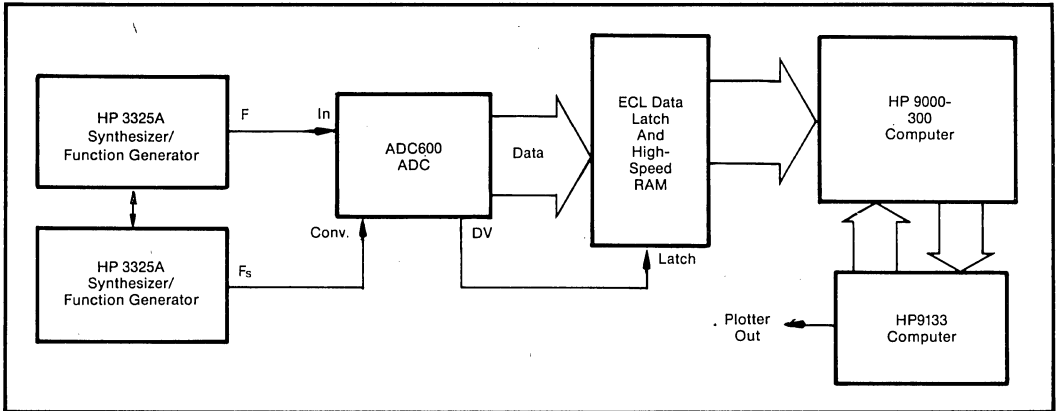 HP 3325A
Synthesizer/
Function Generator
F
In
HP 3325A
Synthesizer/
Function Generator
Fs
Conv.
ADC600
ADC
DV
Data
ECL Data
Latch
And
High-
Speed
RAM
Latch
HP 9000-
300
Computer
HP9133
Computer
Plotter
Out